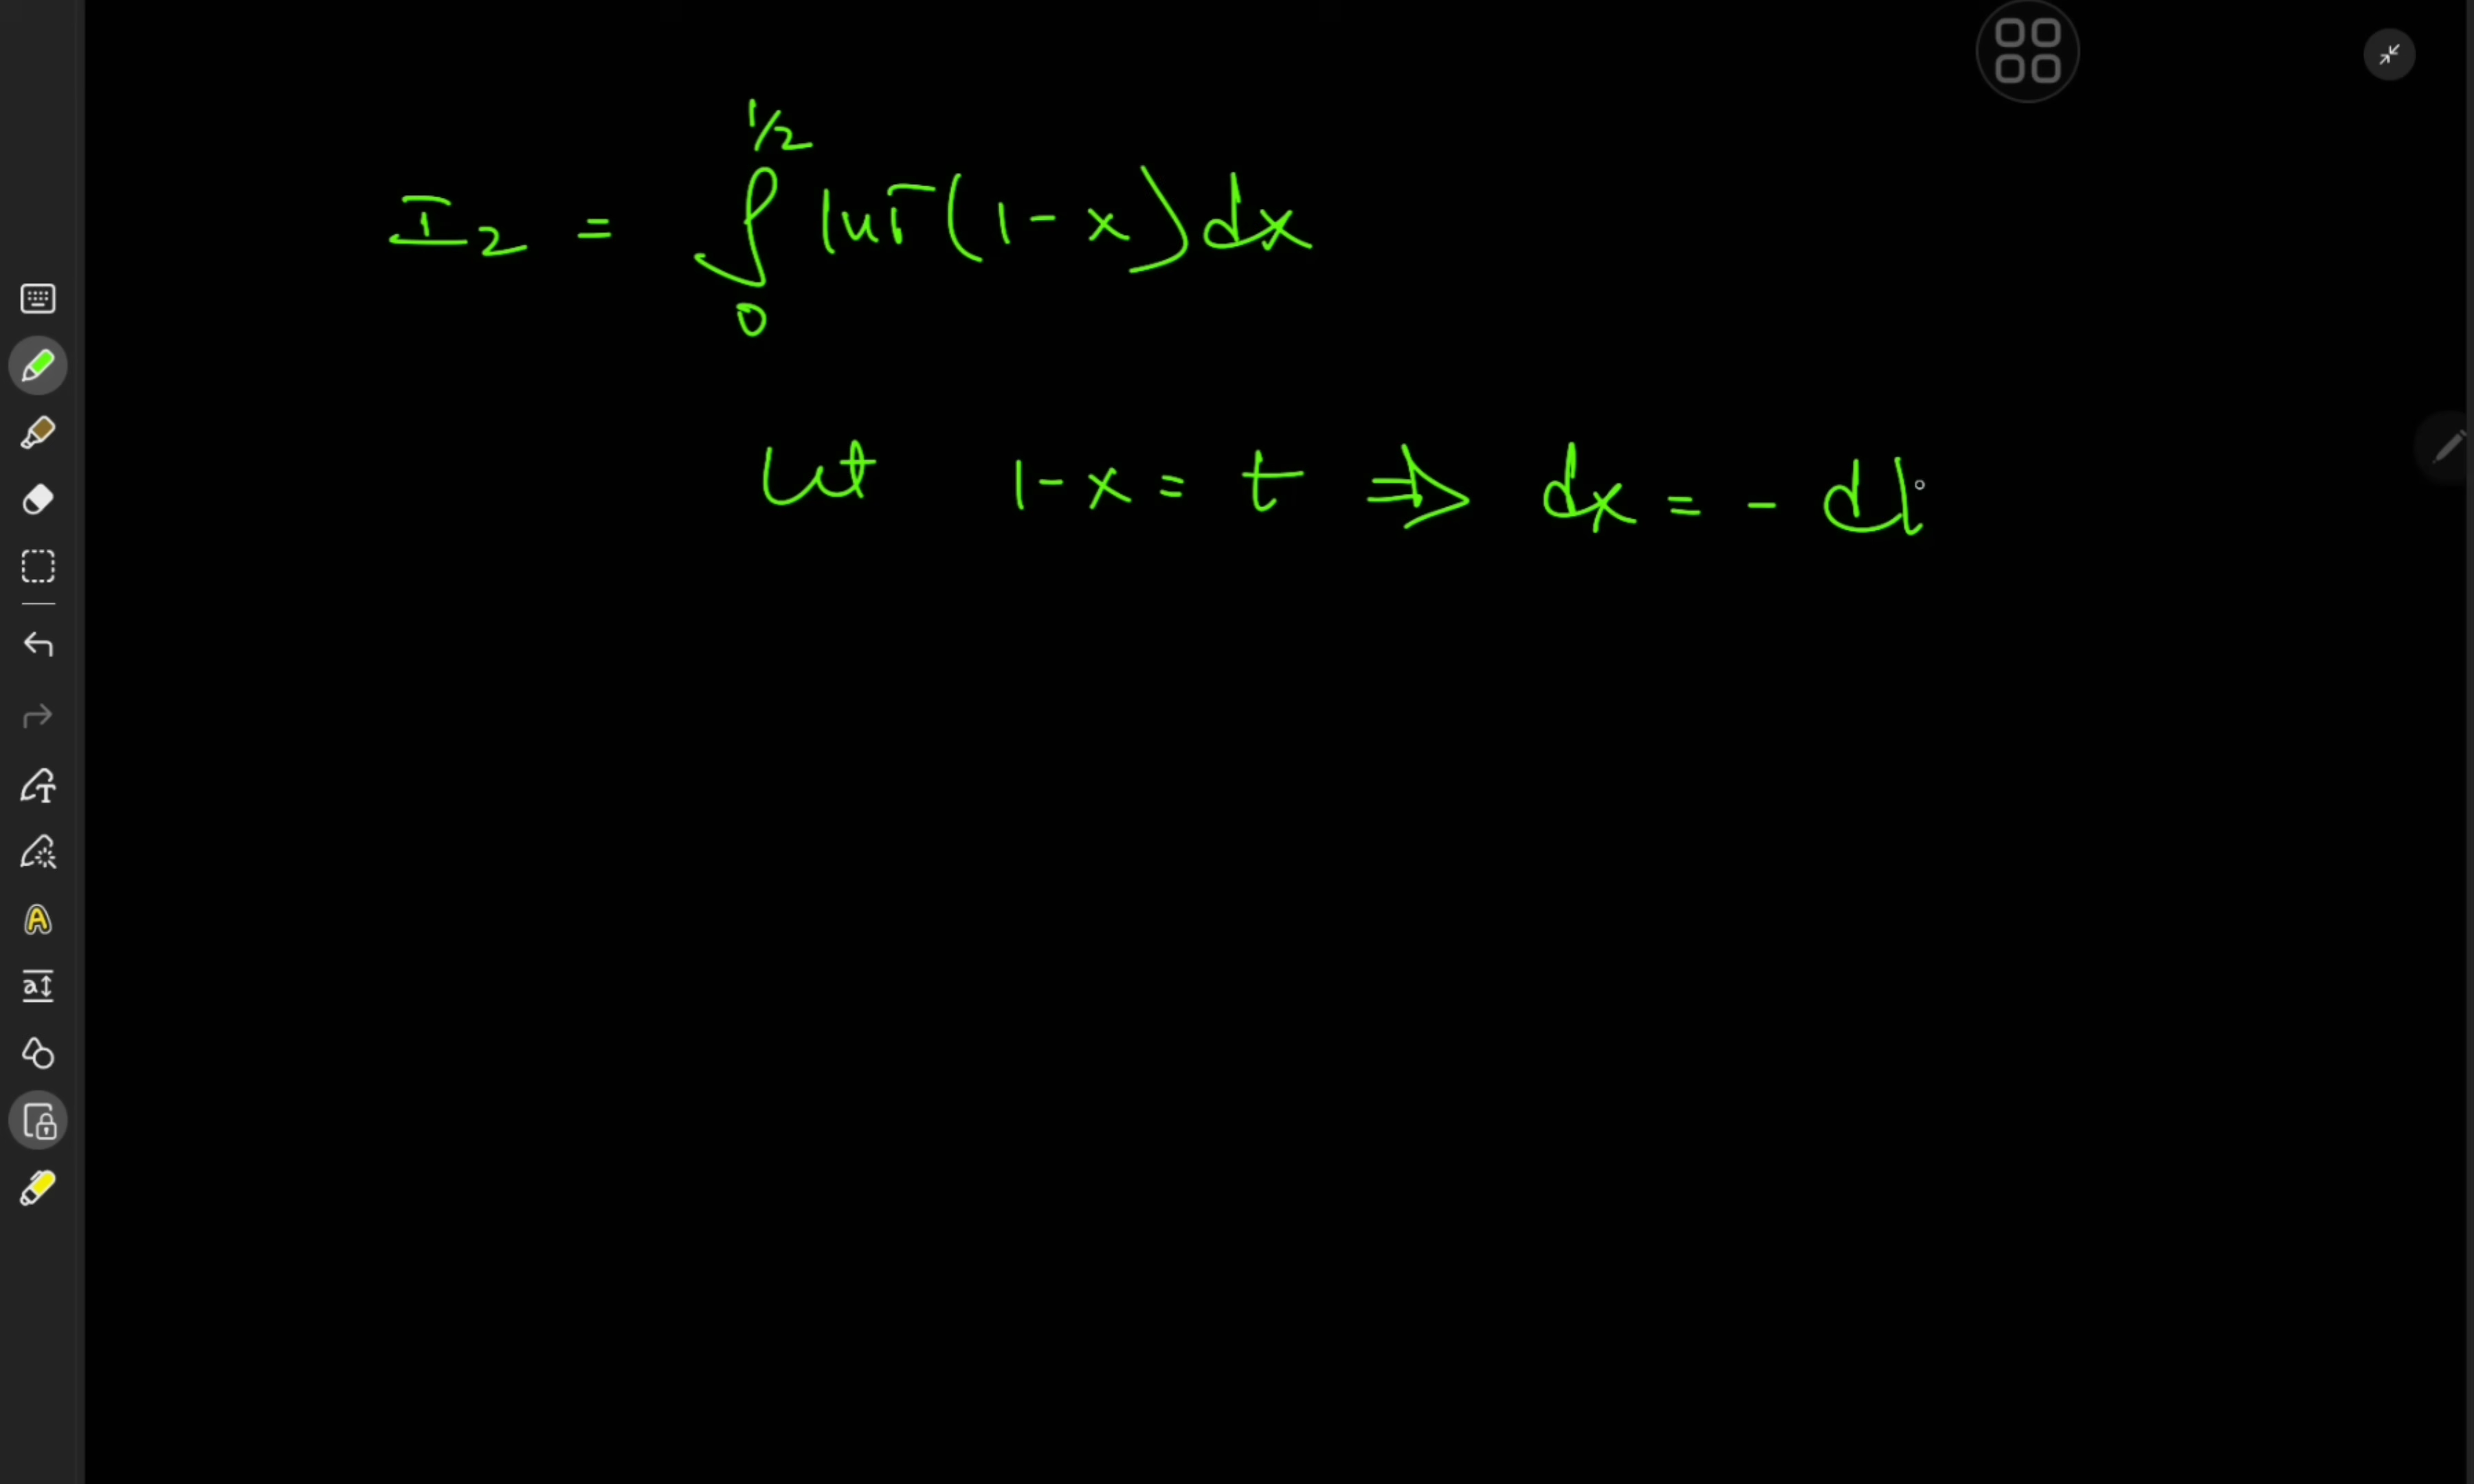 I₂ = ∫₀^{1/2} ln Γ(1-x) dx
Let 1-x = t ⇒ dx = - dt